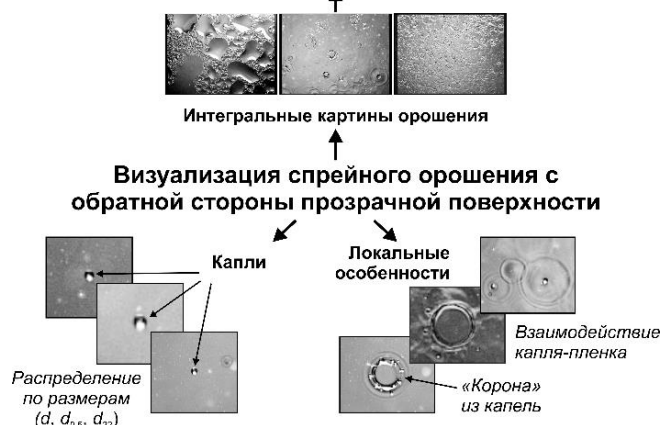 Интегральные картины орошения
Визуализация спрейного орошения с
обратной стороны прозрачной поверхности
Капли
Локальные
особенности
Распределение
по размерам
Взаимодействие
капля-пленка
«Корона»
из капель